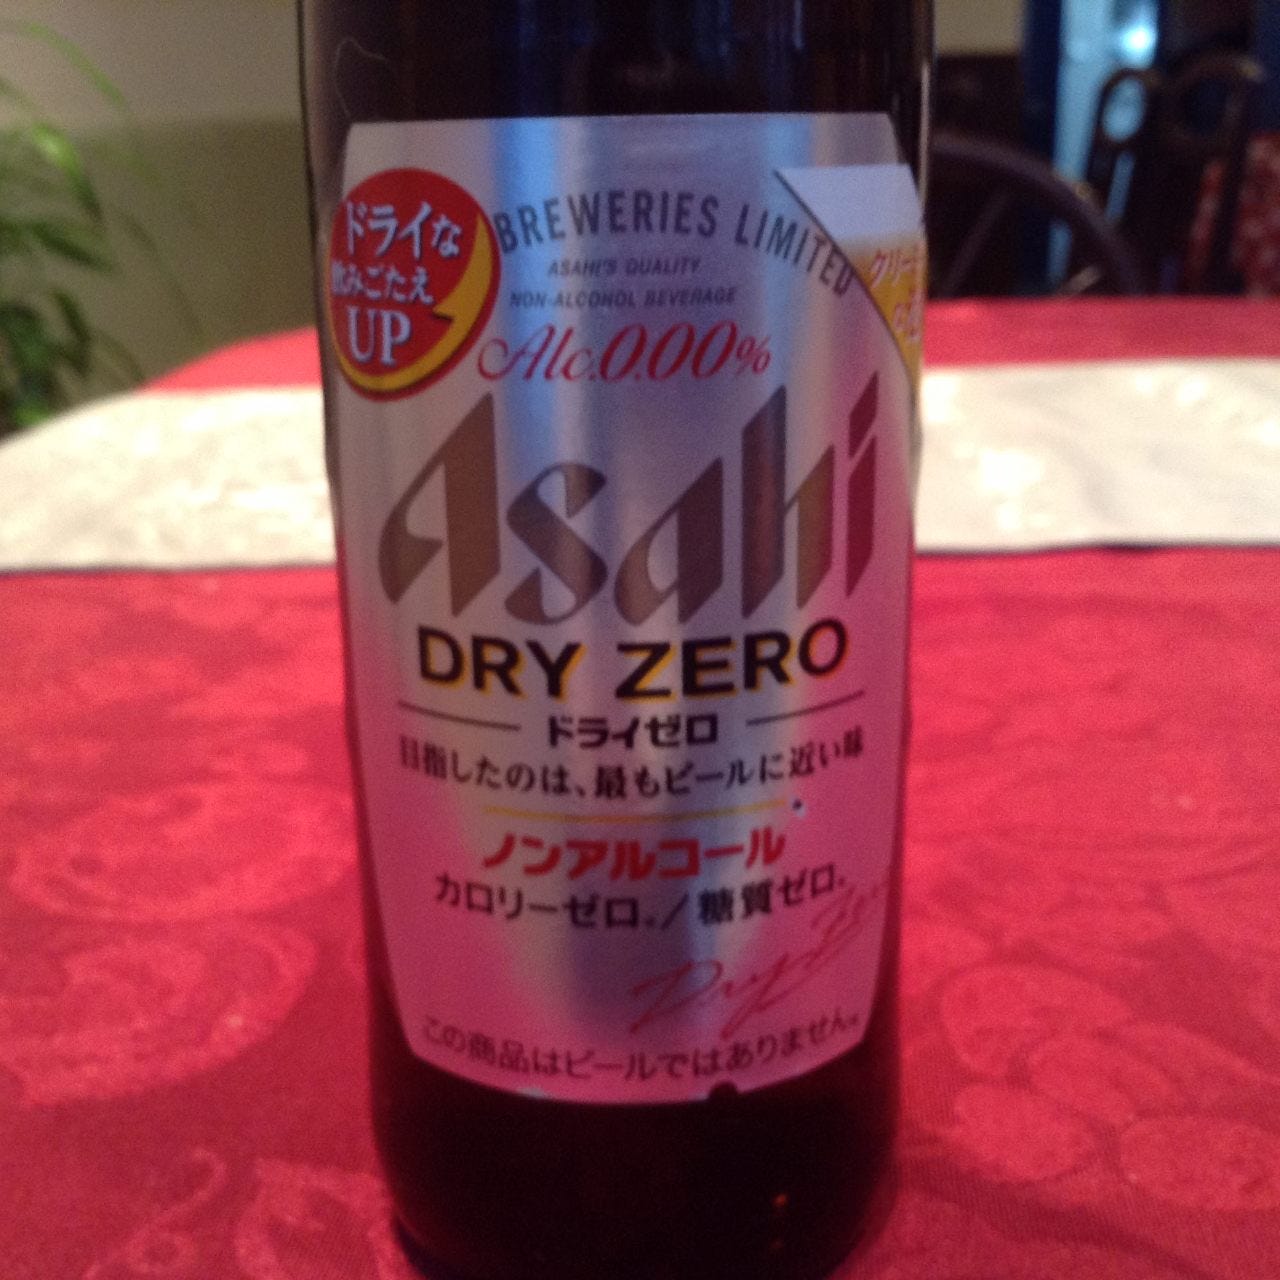 ドライな
飲みごたえ
UP
BREWERIES LIMITED
ASAHI'S QUALITY
NON-ALCOHOL BEVERAGE
Alc.0.00%
Asahi
DRY ZERO
ドライゼロ
目指したのは、最もビールに近い味
ノンアルコール
カロリーゼロ。/糖質ゼロ。
Dry Zero
この商品はビールではありません。